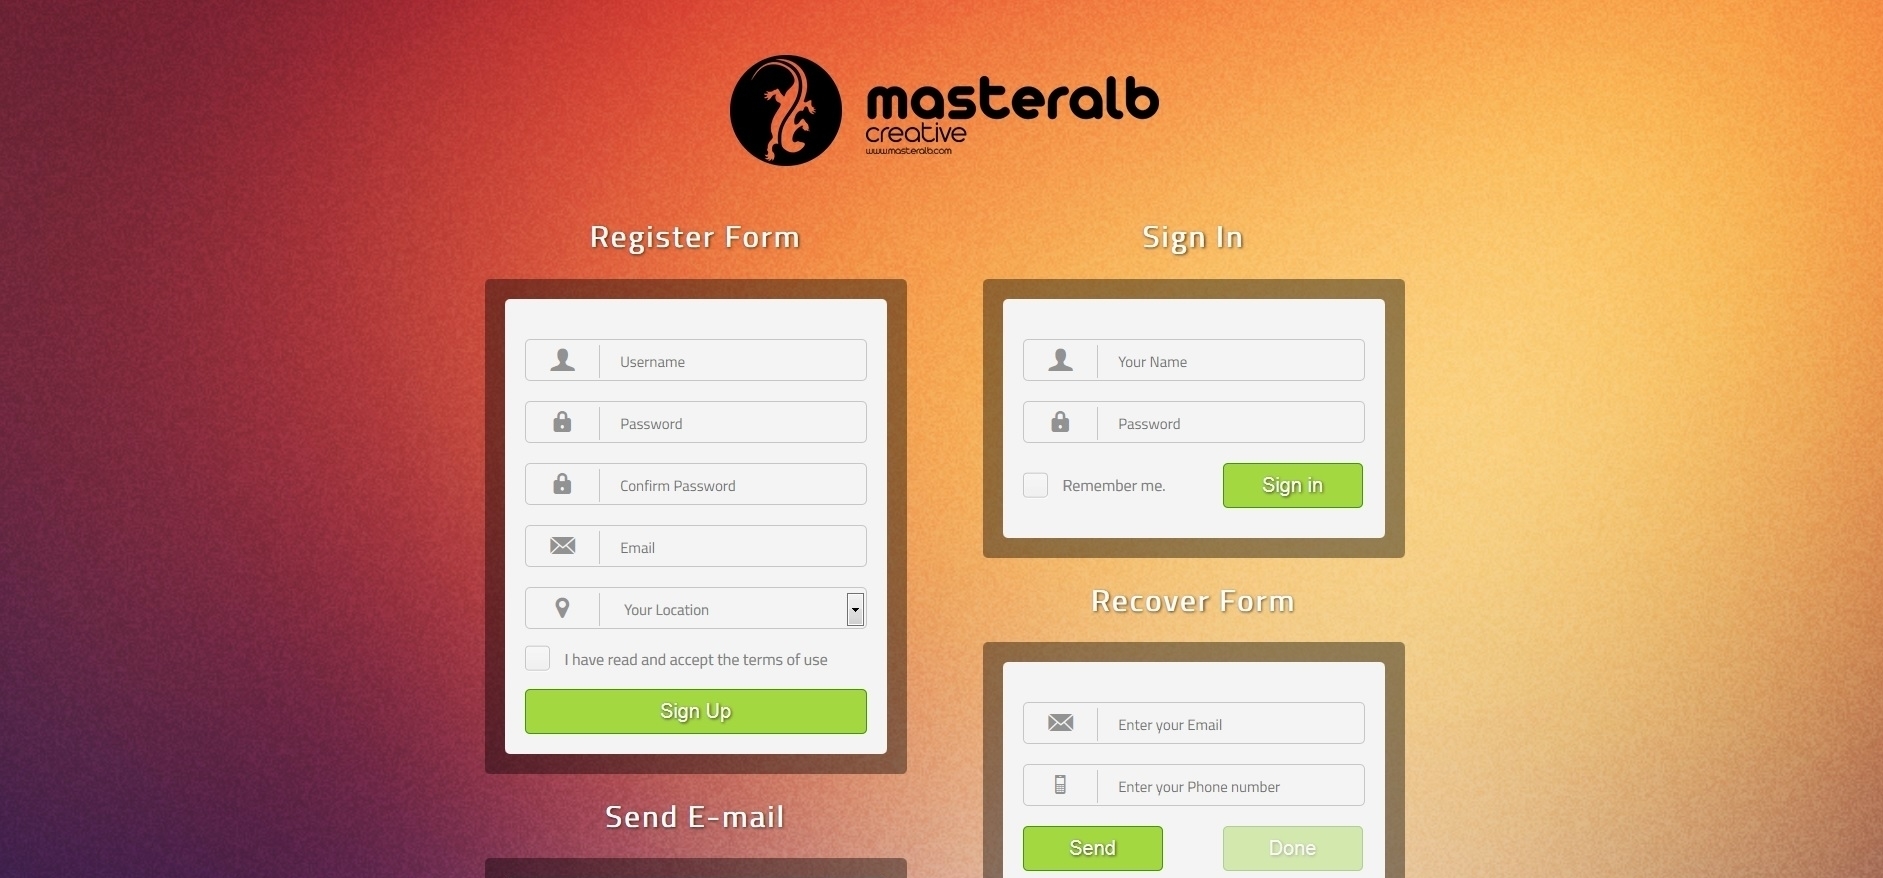 masteralb
creative
www.masteralb.com
Register Form
Username
Password
Confirm Password
Email
Your Location
I have read and accept the terms of use
Sign Up
Send E-mail
Sign In
Your Name
Password
Remember me.
Sign in
Recover Form
Enter your Email
Enter your Phone number
Send
Done